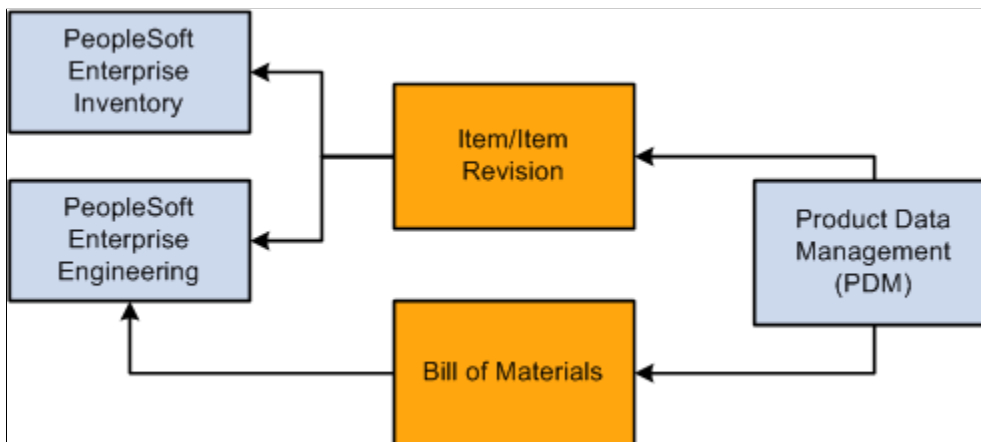 PeopleSoft
Enterprise
Inventory
Item/Item
Revision
PeopleSoft
Enterprise
Engineering
Product Data
Management
(PDM)
Bill of Materials